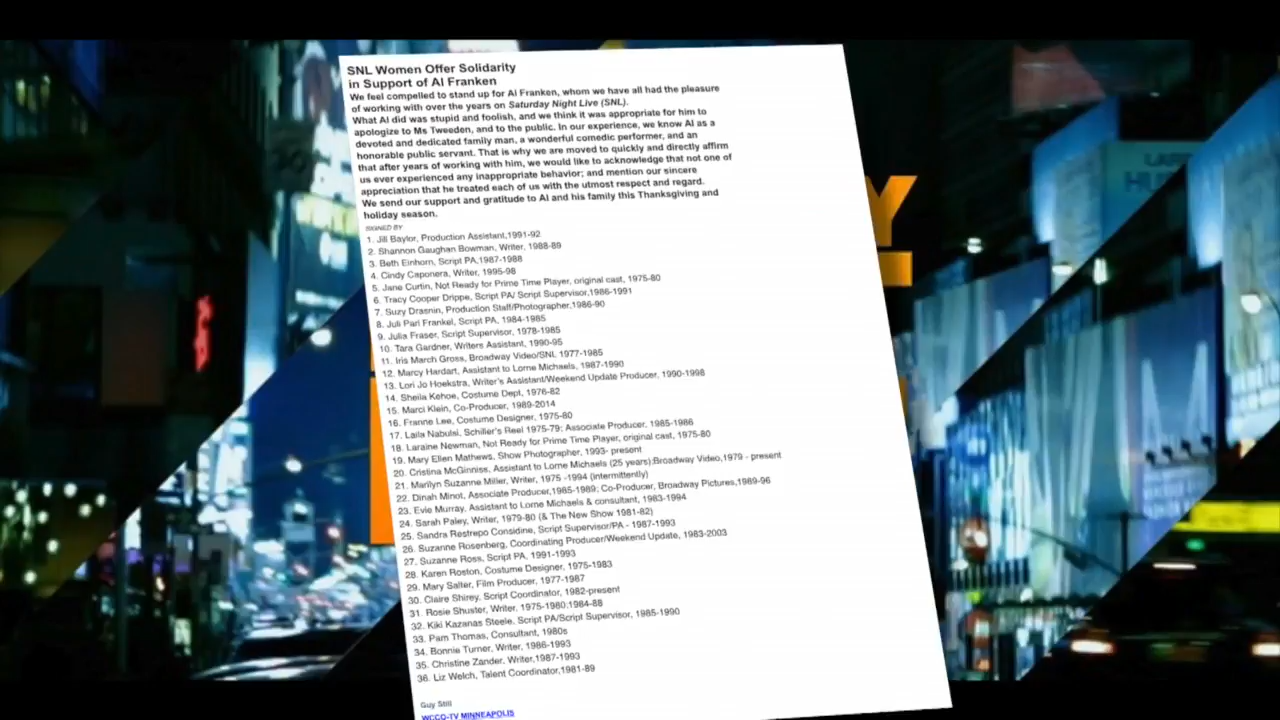 SNL Women Offer Solidarity
in Support of Al Franken
We feel compelled to stand up for Al Franken, whom we have all had the pleasure
of working with over the years on Saturday Night Live (SNL).
What Al did was stupid and foolish, and we think it was appropriate for him to
apologize to Ms Tweeden, and to the public. In our experience, we know Al as a
devoted and dedicated family man, a wonderful comedic performer, and an
honorable public servant. That is why we are moved to quickly and directly affirm
that after years of working with him, we would like to acknowledge that not one of
us ever experienced any inappropriate behavior; and mention our sincere
appreciation that he treated each of us with the utmost respect and regard.
We send our support and gratitude to Al and his family this Thanksgiving and
holiday season.
SIGNED BY
1. Jill Baylor, Production Assistant,1991-92
2. Shannon Gaughan Bowman, Writer, 1988-89
3. Beth Einhorn, Script PA,1987-1988
4. Cindy Caponera, Writer, 1995-98
5. Jane Curtin, Not Ready for Prime Time Player, original cast, 1975-80
6. Tracy Cooper Drippe, Script PA/ Script Supervisor,1986-1991
7. Suzy Drasnin, Production Staff/Photographer,1986-90
8. Juli Pari Frankel, Script PA, 1984-1985
9. Julia Fraser, Script Supervisor, 1978-1985
10. Tara Gardner, Writers Assistant, 1990-95
11. Iris March Gross, Broadway Video/SNL 1977-1985
12. Marcy Hardart, Assistant to Lorne Michaels, 1987-1990
13. Lori Jo Hoekstra, Writer's Assistant/Weekend Update Producer, 1990-1998
14. Sheila Kehoe, Costume Dept, 1976-82
15. Marci Klein, Co-Producer, 1989-2014
16. Franne Lee, Costume Designer, 1975-80
17. Laila Nabulsi, Schiller's Reel 1975-79; Associate Producer, 1985-1986
18. Laraine Newman, Not Ready for Prime Time Player, original cast, 1975-80
19. Mary Ellen Mathews, Show Photographer, 1993- present
20. Cristina McGinniss, Assistant to Lorne Michaels (25 years);Broadway Video,1979 - present
21. Marilyn Suzanne Miller, Writer, 1975 -1994 (intermittently)
22. Dinah Minot, Associate Producer,1985-1989; Co-Producer, Broadway Pictures,1989-96
23. Evie Murray, Assistant to Lorne Michaels & consultant, 1983-1994
24. Sarah Paley, Writer, 1979-80 (& The New Show 1981-82)
25. Sandra Restrepo Considine, Script Supervisor/PA - 1987-1993
26. Suzanne Rosenberg, Coordinating Producer/Weekend Update, 1983-2003
27. Suzanne Ross, Script PA, 1991-1993
28. Karen Roston, Costume Designer, 1975-1983
29. Mary Salter, Film Producer, 1977-1987
30. Claire Shirey, Script Coordinator, 1982-present
31. Rosie Shuster, Writer, 1975-1980;1984-88
32. Kiki Kazanas Steele, Script PA/Script Supervisor, 1985-1990
33. Pam Thomas, Consultant, 1980s
34. Bonnie Turner, Writer, 1986-1993
35. Christine Zander, Writer,1987-1993
36. Liz Welch, Talent Coordinator,1981-89
Guy Still
WCCO-TV MINNEAPOLIS
Y